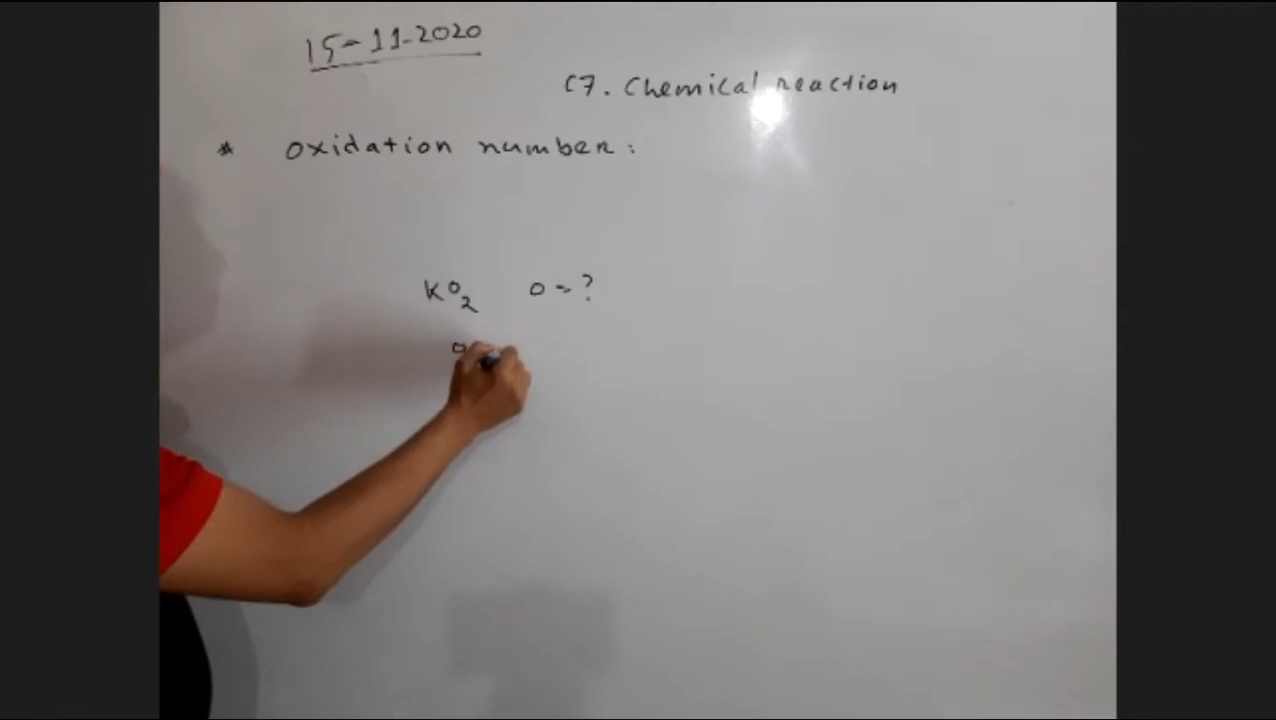 15-11-2020
C7. Chemical reaction
* oxidation number:
KO2 O = ?